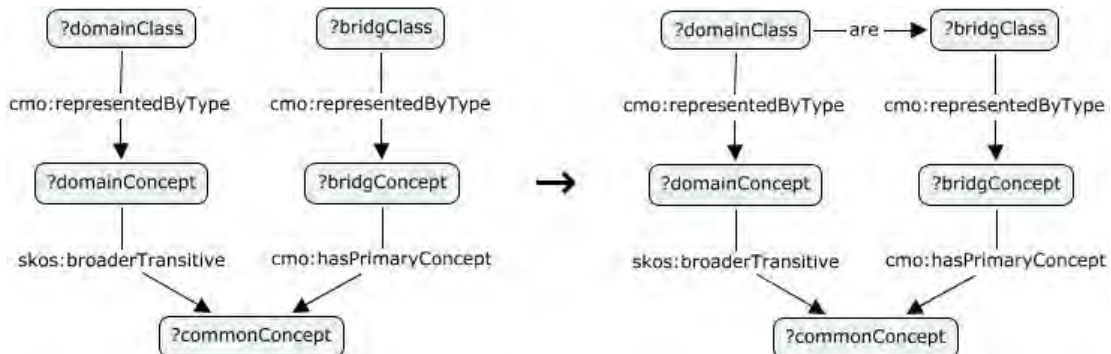 ?domainClass ?bridgClass ?domainClass are ?bridgClass
cmo:representedByType cmo:representedByType cmo:representedByType cmo:representedByType
?domainConcept ?bridgConcept → ?domainConcept ?bridgConcept
skos:broaderTransitive cmo:hasPrimaryConcept skos:broaderTransitive cmo:hasPrimaryConcept
?commonConcept ?commonConcept